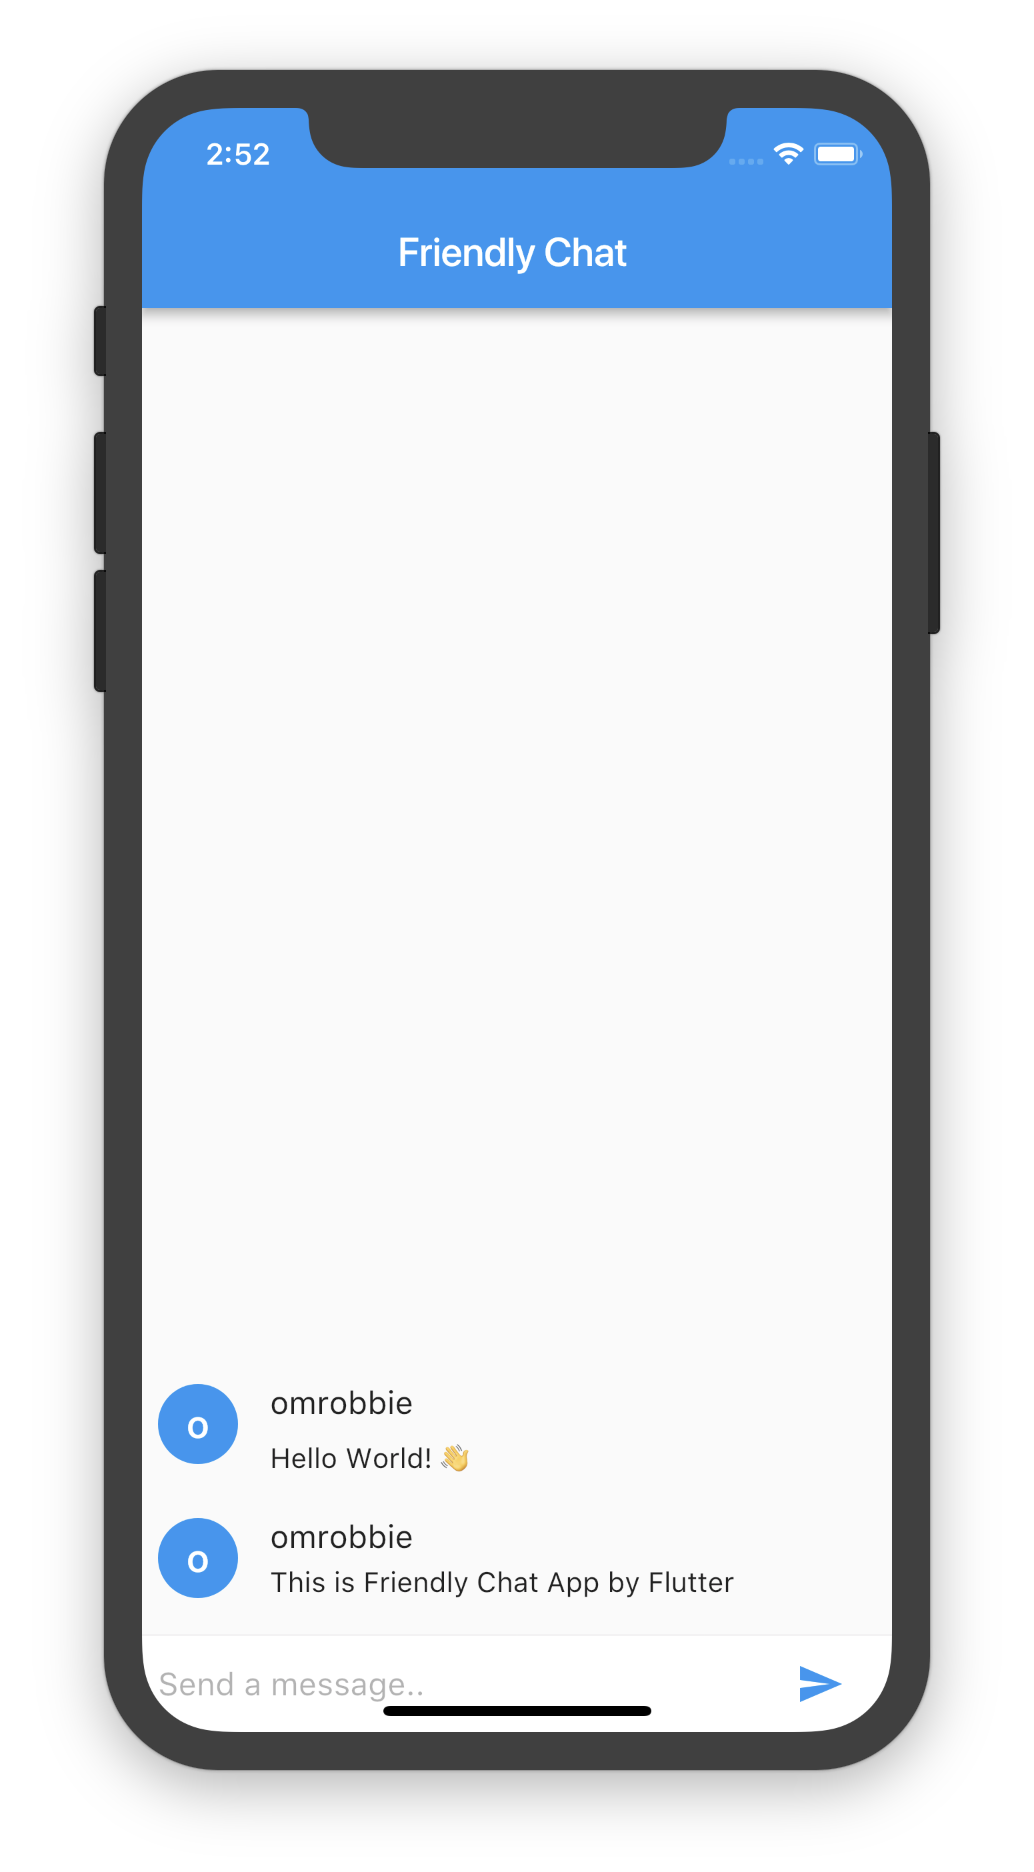 2:52
Friendly Chat
o
omrobbie
Hello World! 👋
o
omrobbie
This is Friendly Chat App by Flutter
Send a message..